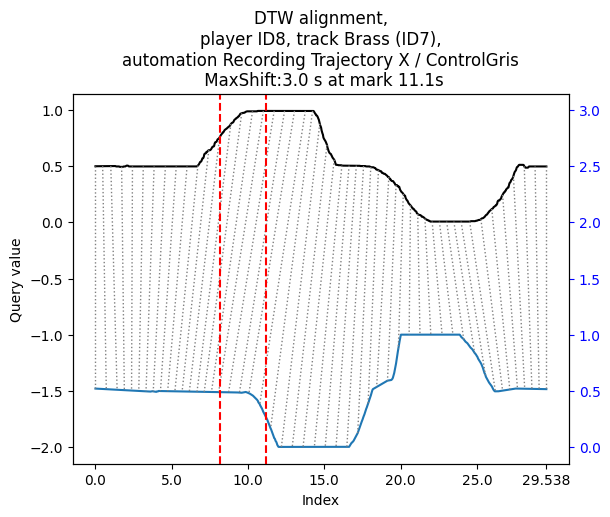 DTW alignment,
player ID8, track Brass (ID7),
automation Recording Trajectory X / ControlGris
MaxShift:3.0 s at mark 11.1s
1.0
0.5
0.0
−0.5
−1.0
−1.5
−2.0
Query value
3.0
2.5
2.0
1.5
1.0
0.5
0.0
0.0 5.0 10.0 15.0 20.0 25.0 29.538
Index